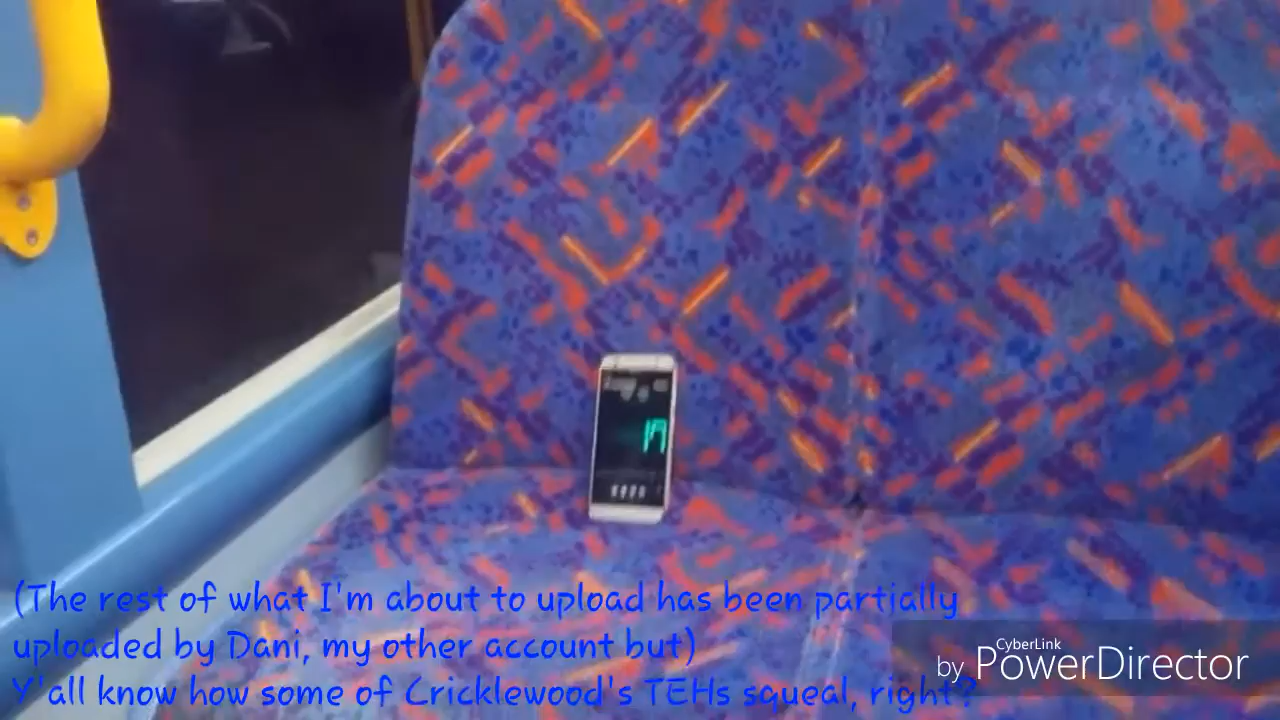 (The rest of what I'm about to upload has been partially
uploaded by Dani, my other account but)
Y'all know how some of Cricklewood's TEHs squeal, right?
CyberLink
by PowerDirector